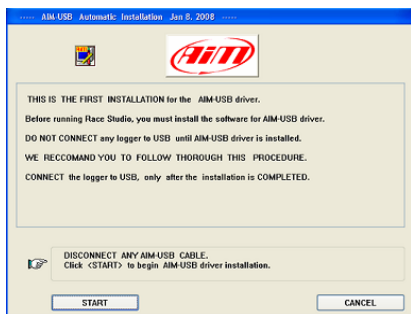 ----- AIM-USB Automatic Installation Jan 8, 2008 -----
AiM
THIS IS THE FIRST INSTALLATION for the AIM-USB driver.
Before running Race Studio, you must install the software for AIM-USB driver.
DO NOT CONNECT any logger to USB until AIM-USB driver is installed.
WE RECCOMAND YOU TO FOLLOW THOROUGH THIS PROCEDURE.
CONNECT the logger to USB, only after the installation is COMPLETED.
DISCONNECT ANY AIM-USB CABLE.
Click <START> to begin AIM-USB driver installation.
START
CANCEL